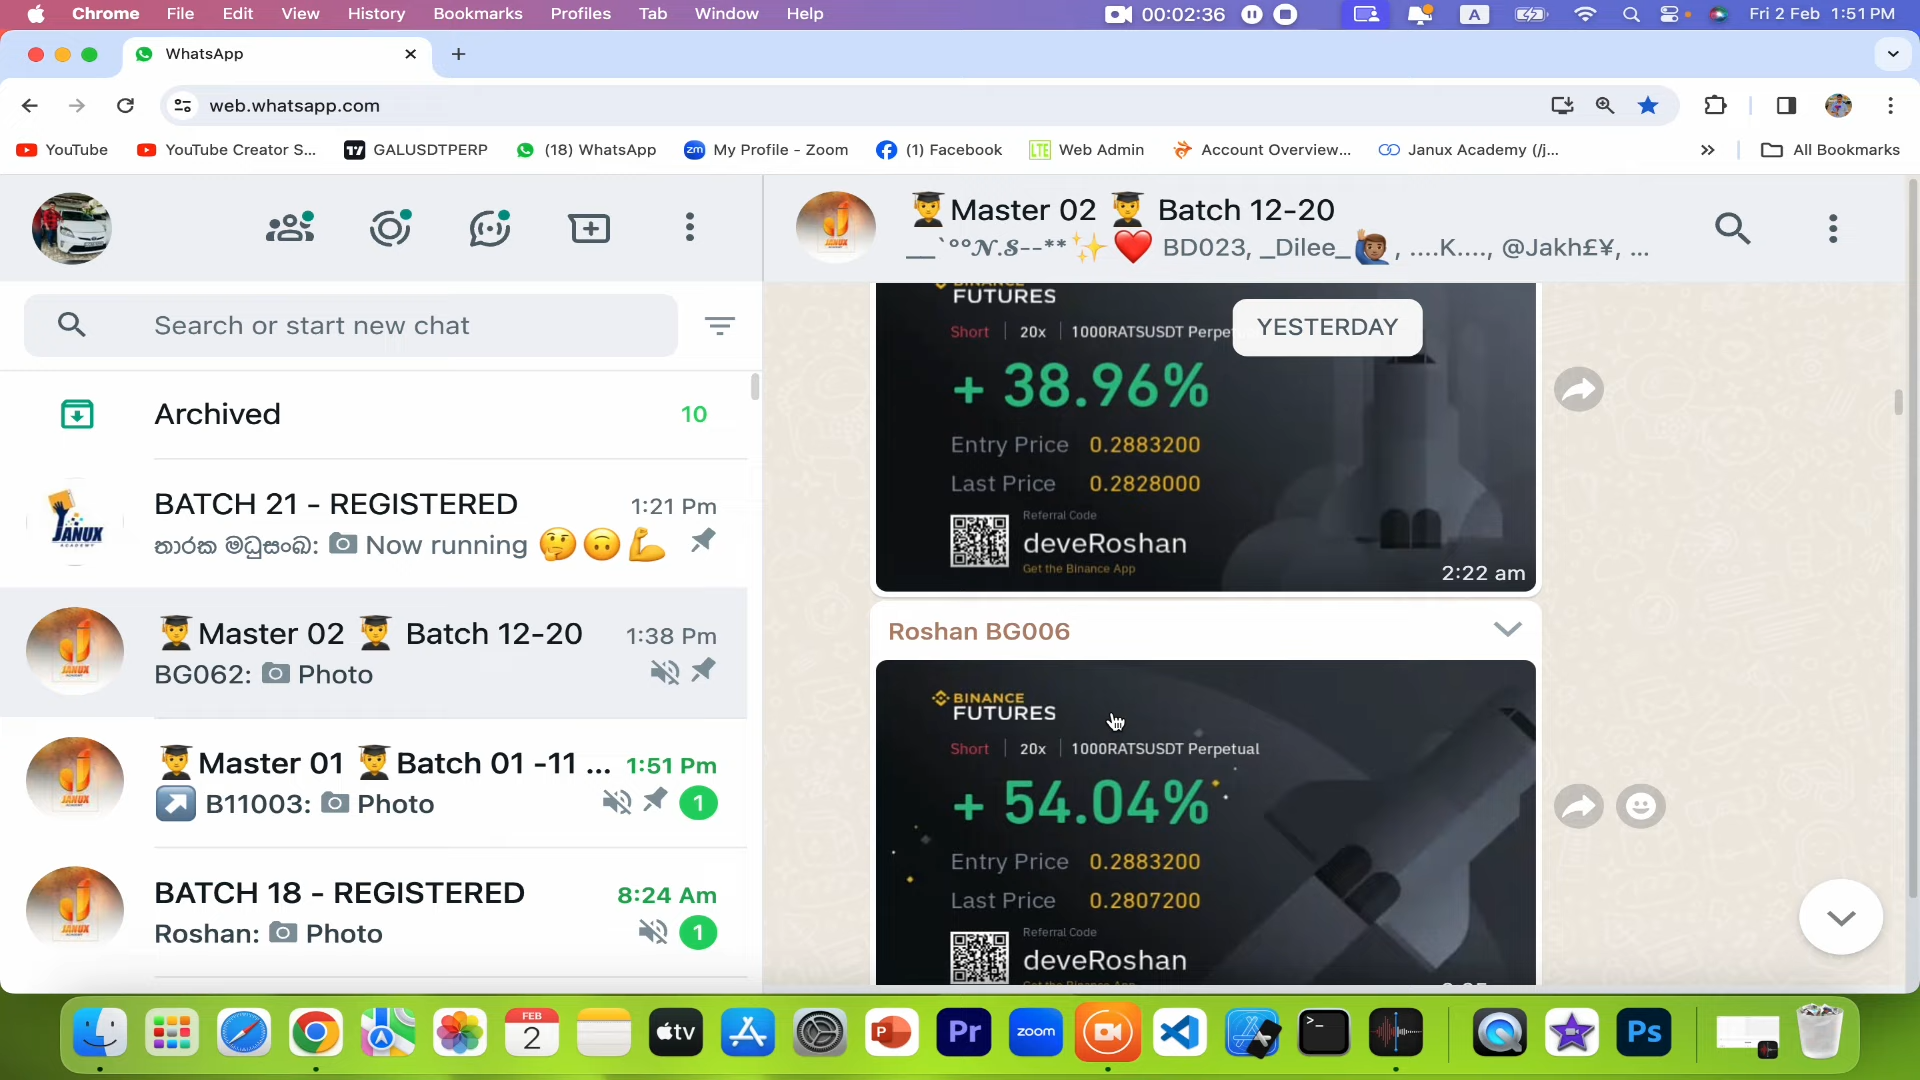 Chrome File Edit View History Bookmarks Profiles Tab Window Help 00:02:36 A Fri 2 Feb 1:51 PM
WhatsApp
web.whatsapp.com
YouTube YouTube Creator S... GALUSDTPERP (18) WhatsApp My Profile - Zoom (1) Facebook Web Admin Account Overview... Janux Academy (/j... All Bookmarks
Master 02 Batch 12-20
BD023, _Dilee_ , ....K...., @Jakh£¥, ...
Search or start new chat
Archived 10
BATCH 21 - REGISTERED 1:21 Pm
තාරක මධුසංඛ: Now running
Master 02 Batch 12-20 1:38 Pm
BG062: Photo
Master 01 Batch 01 -11 ... 1:51 Pm
B11003: Photo 1
BATCH 18 - REGISTERED 8:24 Am
Roshan: Photo 1
YESTERDAY
BINANCE
FUTURES
Short 20x 1000RATSUSDT Perpe
+ 38.96%
Entry Price 0.2883200
Last Price 0.2828000
Referral Code
deveRoshan
Get the Binance App
2:22 am
Roshan BG006
BINANCE
FUTURES
Short 20x 1000RATSUSDT Perpetual
+ 54.04%
Entry Price 0.2883200
Last Price 0.2807200
Referral Code
deveRoshan
JANUX
FEB
2
tv
P
Pr
zoom
Ps